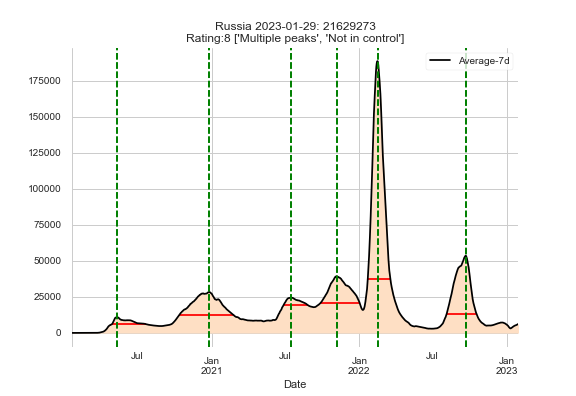 Russia 2023-01-29: 21629273
Rating:8 ['Multiple peaks', 'Not in control']
Average-7d
175000
150000
125000
100000
75000
50000
25000
0
Jul
Jan
2021
Jul
Jan
2022
Jul
Jan
2023
Date